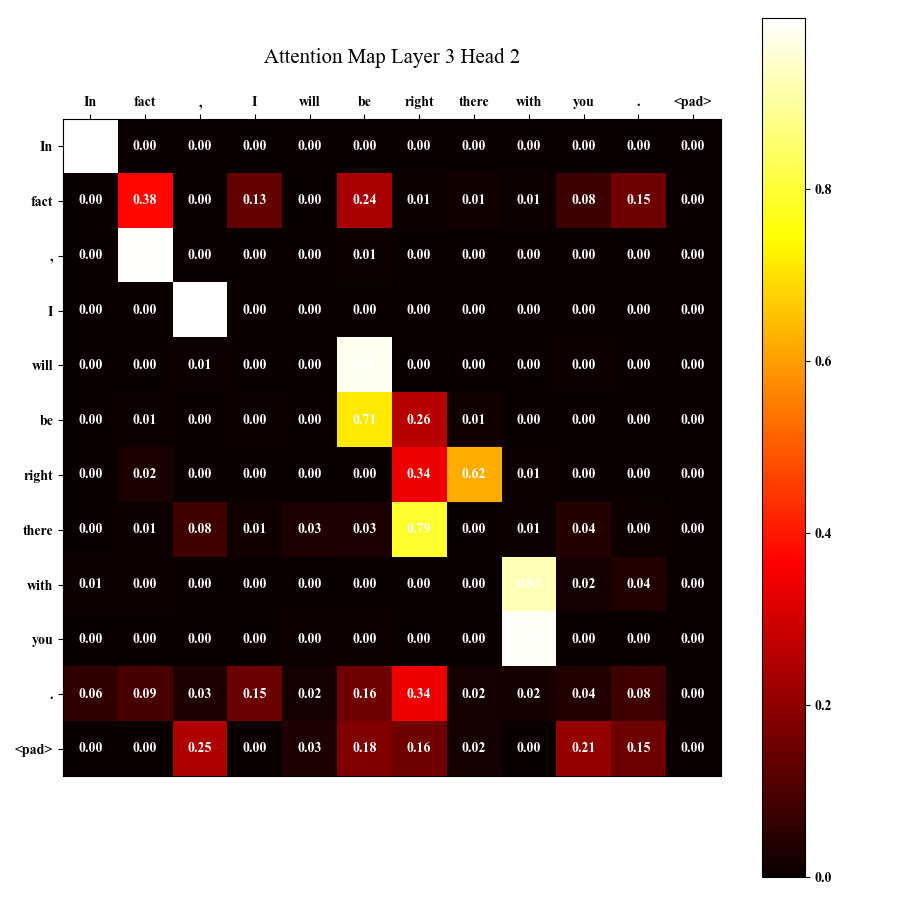 Attention Map Layer 3 Head 2
In fact , I will be right there with you . <pad>
In 0.00 0.00 0.00 0.00 0.00 0.00 0.00 0.00 0.00 0.00 0.00
fact 0.00 0.38 0.00 0.13 0.00 0.24 0.01 0.01 0.01 0.08 0.15 0.00
, 0.00 0.00 0.00 0.00 0.01 0.00 0.00 0.00 0.00 0.00 0.00
I 0.00 0.00 0.00 0.00 0.00 0.00 0.00 0.00 0.00 0.00 0.00
will 0.00 0.00 0.01 0.00 0.00 0.00 0.00 0.00 0.00 0.00 0.00
be 0.00 0.01 0.00 0.00 0.00 0.71 0.26 0.01 0.00 0.00 0.00 0.00
right 0.00 0.02 0.00 0.00 0.00 0.00 0.34 0.62 0.01 0.00 0.00 0.00
there 0.00 0.01 0.08 0.01 0.03 0.03 0.79 0.00 0.01 0.04 0.00 0.00
with 0.01 0.00 0.00 0.00 0.00 0.00 0.00 0.00 0.93 0.02 0.04 0.00
you 0.00 0.00 0.00 0.00 0.00 0.00 0.00 0.00 0.00 0.00 0.00
. 0.06 0.09 0.03 0.15 0.02 0.16 0.34 0.02 0.02 0.04 0.08 0.00
<pad> 0.00 0.00 0.25 0.00 0.03 0.18 0.16 0.02 0.00 0.21 0.15 0.00
0.8
0.6
0.4
0.2
0.0